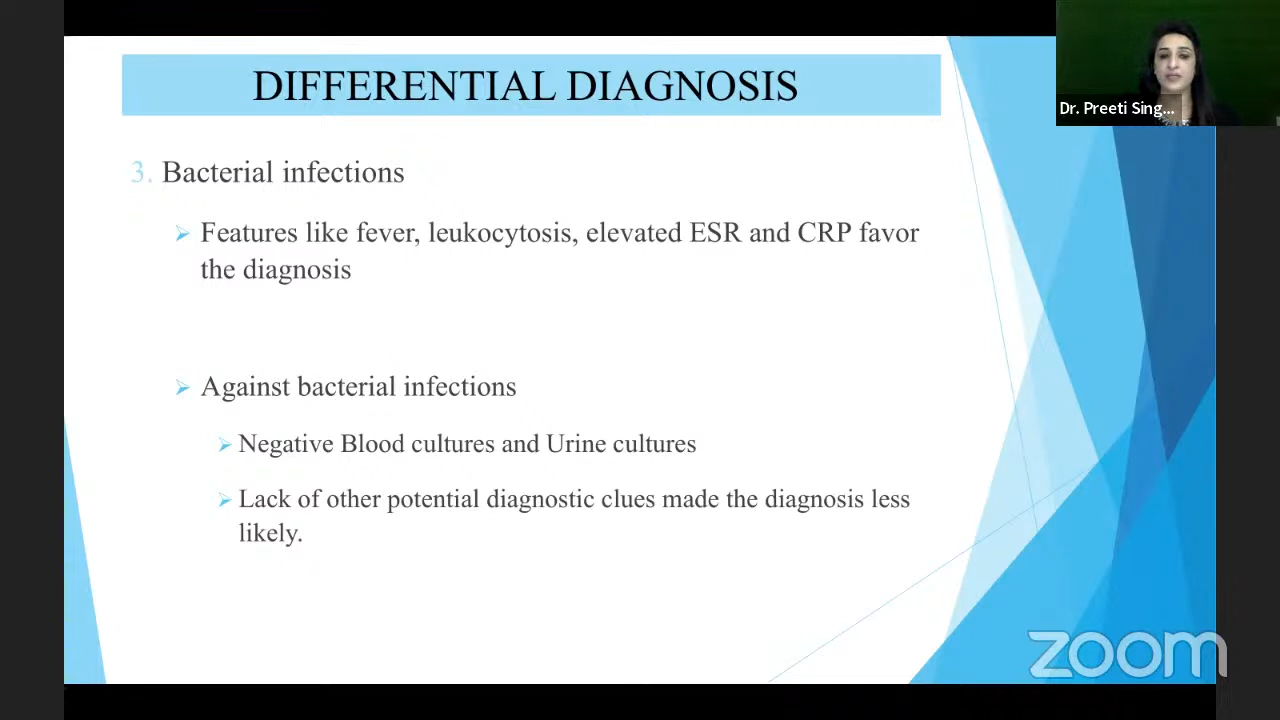 DIFFERENTIAL DIAGNOSIS
Dr. Preeti Sing...
3. Bacterial infections
Features like fever, leukocytosis, elevated ESR and CRP favor
the diagnosis
Against bacterial infections
Negative Blood cultures and Urine cultures
Lack of other potential diagnostic clues made the diagnosis less
likely.
zoom